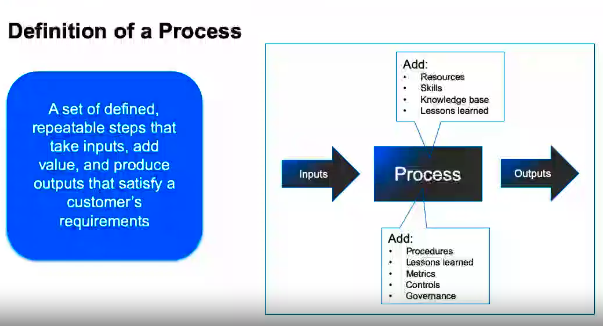 Definition of a Process
A set of defined,
repeatable steps that
take inputs, add
value, and produce
outputs that satisfy a
customer's
requirements
Add:
• Resources
• Skills
• Knowledge base
• Lessons learned
Inputs
Process
Outputs
Add:
• Procedures
• Lessons learned
• Metrics
• Controls
• Governance